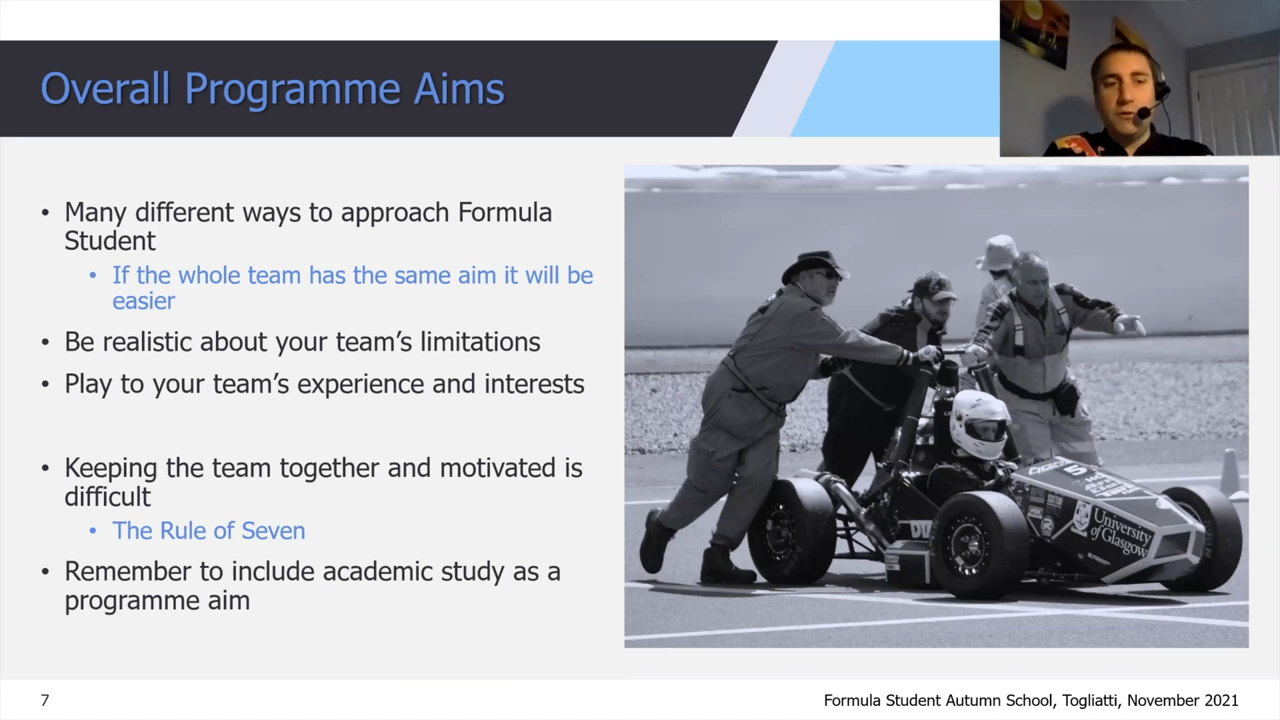 Overall Programme Aims
• Many different ways to approach Formula
Student
• If the whole team has the same aim it will be
easier
• Be realistic about your team’s limitations
• Play to your team’s experience and interests
• Keeping the team together and motivated is
difficult
• The Rule of Seven
• Remember to include academic study as a
programme aim
University
of Glasgow
7
Formula Student Autumn School, Togliatti, November 2021